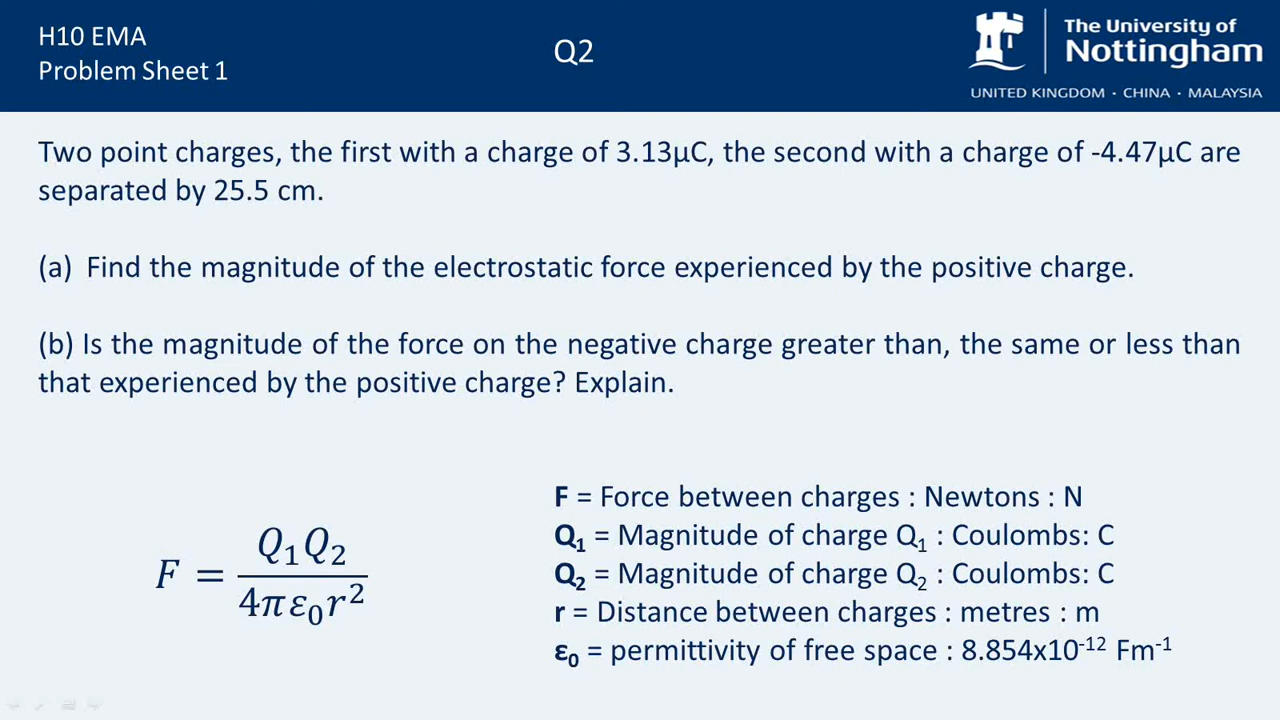 H10 EMA
Problem Sheet 1
Q2
The University of
Nottingham
UNITED KINGDOM · CHINA · MALAYSIA
Two point charges, the first with a charge of 3.13μC, the second with a charge of -4.47μC are
separated by 25.5 cm.
(a) Find the magnitude of the electrostatic force experienced by the positive charge.
(b) Is the magnitude of the force on the negative charge greater than, the same or less than
that experienced by the positive charge? Explain.
F = Q₁Q₂ / 4πε₀r²
F = Force between charges : Newtons : N
Q₁ = Magnitude of charge Q₁ : Coulombs: C
Q₂ = Magnitude of charge Q₂ : Coulombs: C
r = Distance between charges : metres : m
ε₀ = permittivity of free space : 8.854x10⁻¹² Fm⁻¹